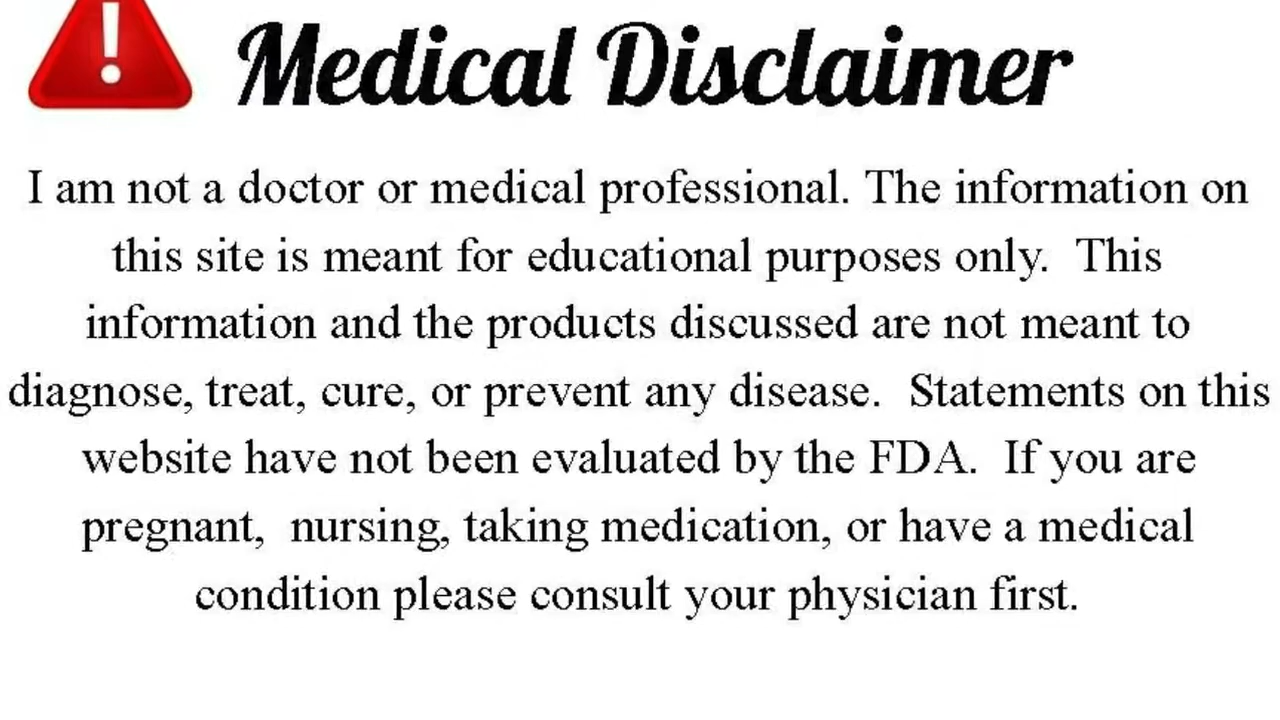 Medical Disclaimer
I am not a doctor or medical professional. The information on
this site is meant for educational purposes only.  This
information and the products discussed are not meant to
diagnose, treat, cure, or prevent any disease.  Statements on this
website have not been evaluated by the FDA.  If you are
pregnant,  nursing, taking medication, or have a medical
condition please consult your physician first.